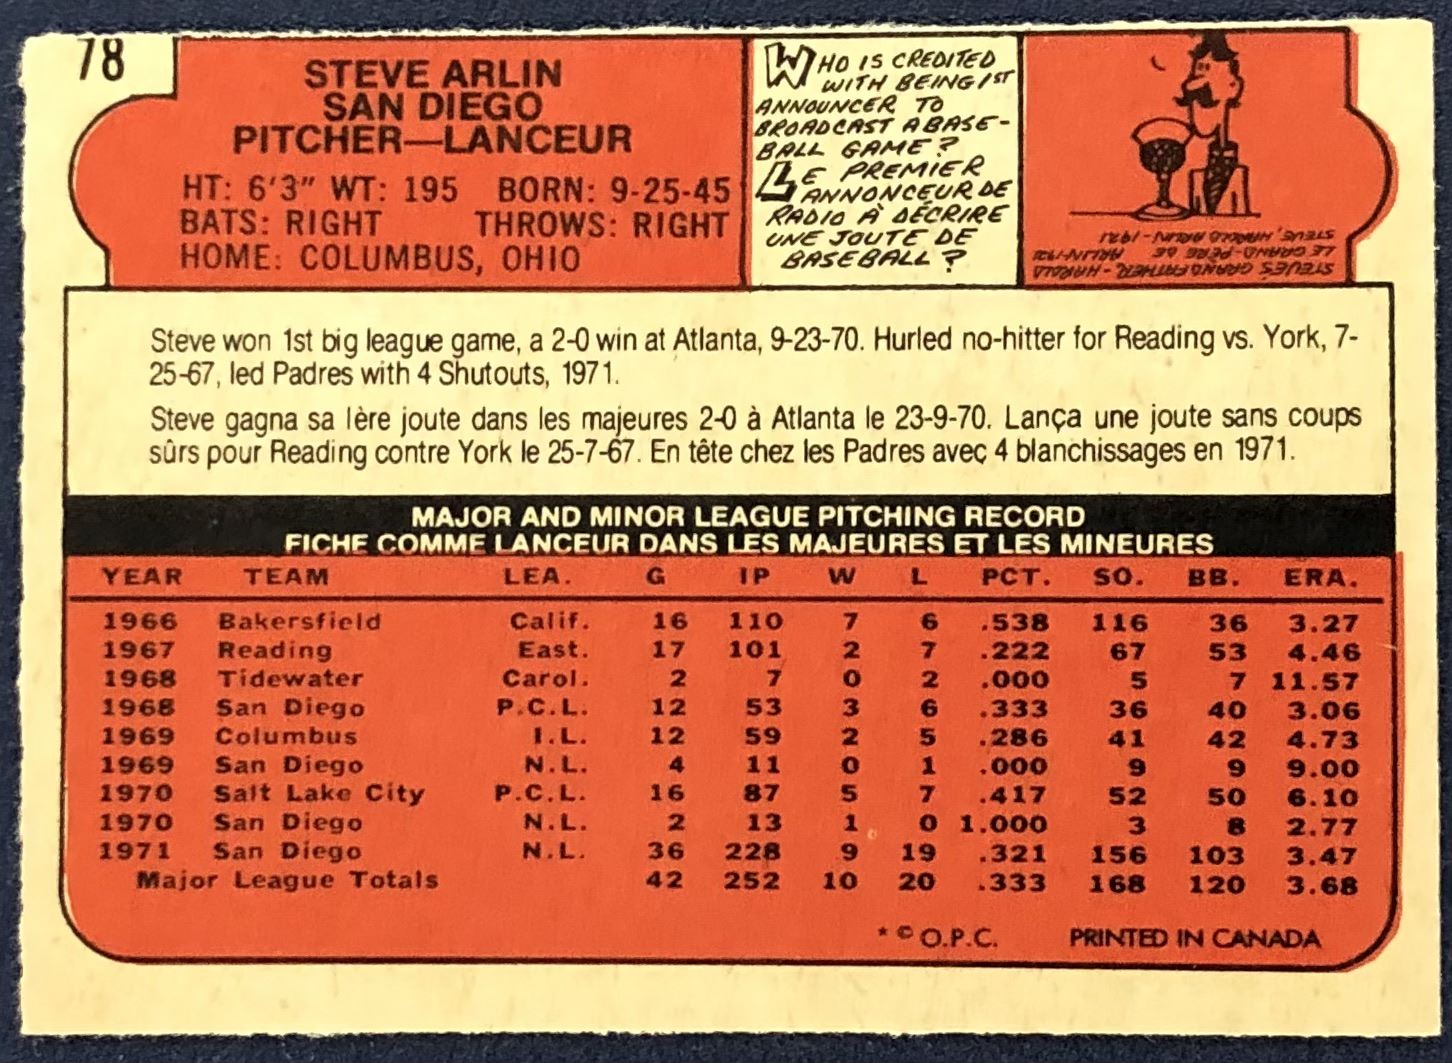 78
STEVE ARLIN
SAN DIEGO
PITCHER—LANCEUR
HT: 6'3" WT: 195 BORN: 9-25-45
BATS: RIGHT THROWS: RIGHT
HOME: COLUMBUS, OHIO
WHO IS CREDITED
WITH BEING 1ST
ANNOUNCER TO
BROADCAST A BASE-
BALL GAME?
LE PREMIER
ANNONCEUR DE
RADIO À DÉCRIRE
UNE JOUTE DE
BASEBALL?
STEVE'S GRANDFATHER, - HAROLD
ARLIN-1921
LE GRAND-PÈRE DE
STEVE, HAROLD ARLIN - 1921
Steve won 1st big league game, a 2-0 win at Atlanta, 9-23-70. Hurled no-hitter for Reading vs. York, 7-
25-67, led Padres with 4 Shutouts, 1971.
Steve gagna sa lère joute dans les majeures 2-0 à Atlanta le 23-9-70. Lança une joute sans coups
sûrs pour Reading contre York le 25-7-67. En tête chez les Padres avec 4 blanchissages en 1971.
MAJOR AND MINOR LEAGUE PITCHING RECORD
FICHE COMME LANCEUR DANS LES MAJEURES ET LES MINEURES
YEAR TEAM LEA. G IP W L PCT. SO. BB. ERA.
1966 Bakersfield Calif. 16 110 7 6 .538 116 36 3.27
1967 Reading East. 17 101 2 7 .222 67 53 4.46
1968 Tidewater Carol. 2 7 0 2 .000 5 7 11.57
1968 San Diego P.C.L. 12 53 3 6 .333 36 40 3.06
1969 Columbus I.L. 12 59 2 5 .286 41 42 4.73
1969 San Diego N.L. 4 11 0 1 .000 9 9 9.00
1970 Salt Lake City P.C.L. 16 87 5 7 .417 52 50 6.10
1970 San Diego N.L. 2 13 1 0 1.000 3 8 2.77
1971 San Diego N.L. 36 228 9 19 .321 156 103 3.47
Major League Totals 42 252 10 20 .333 168 120 3.68
* © O.P.C. PRINTED IN CANADA